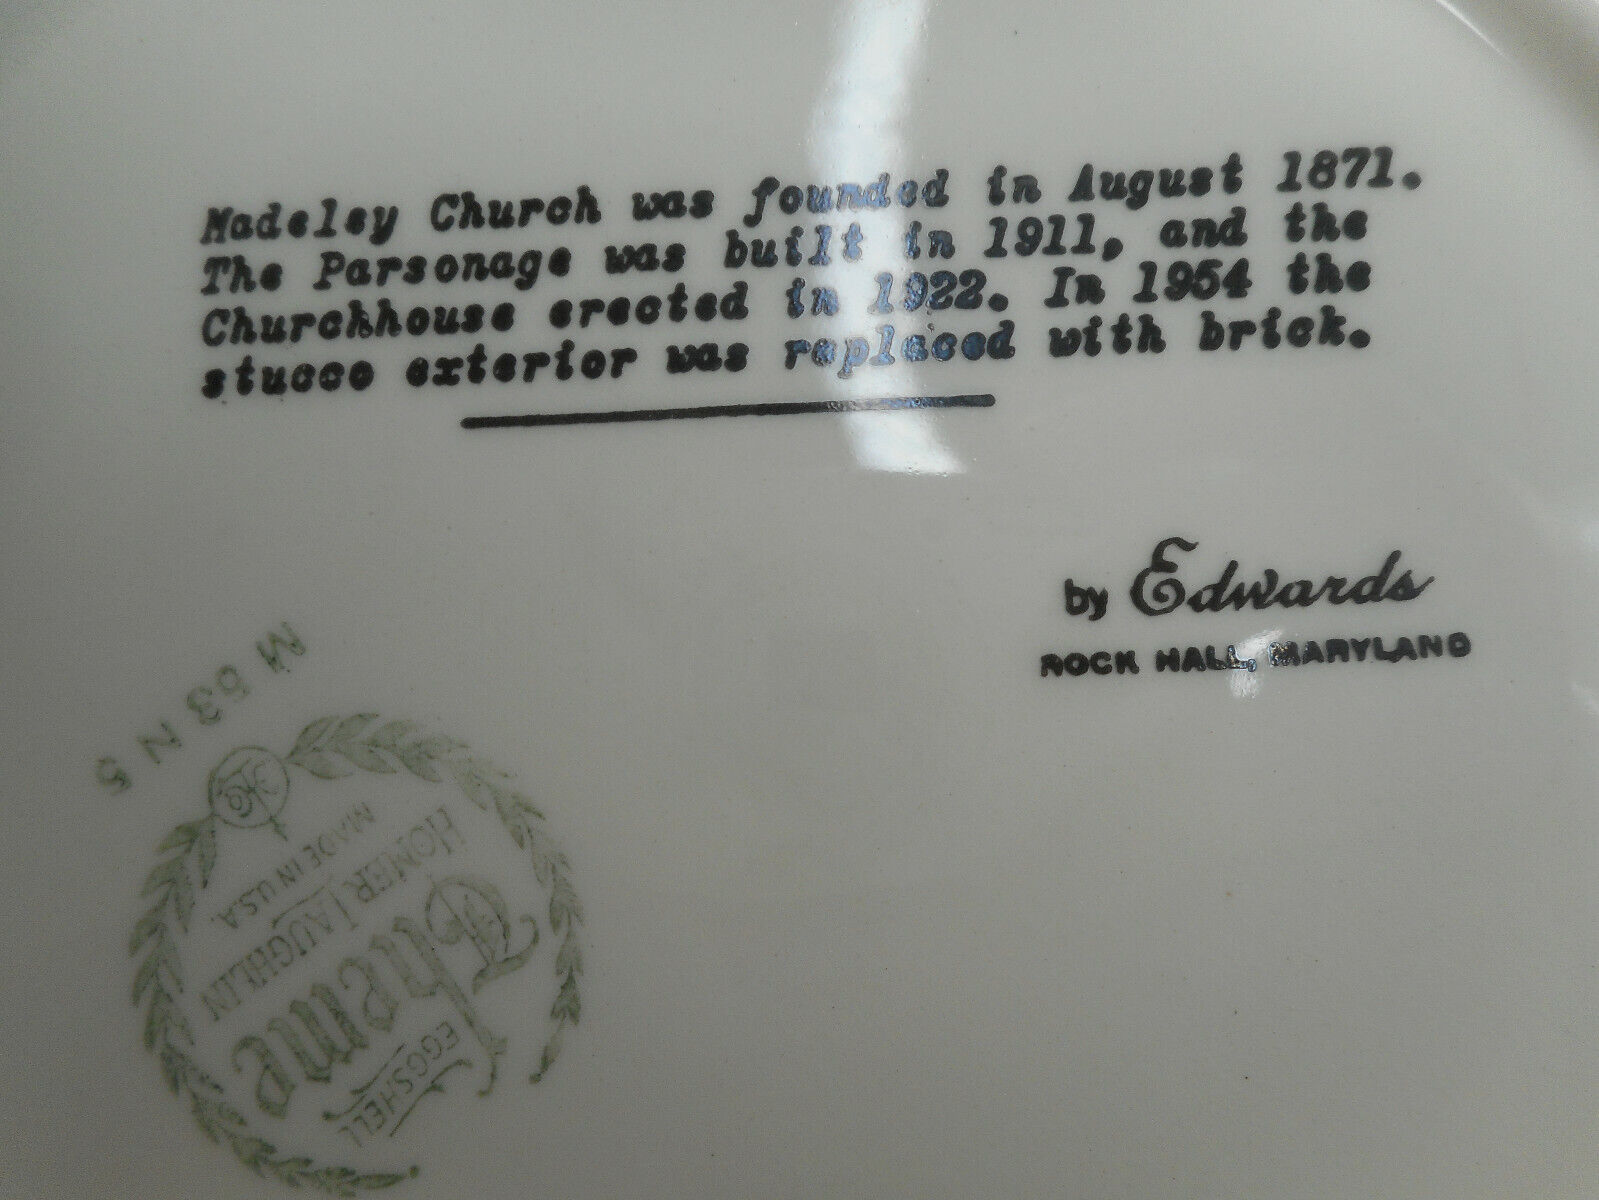 Madeley Church was founded in August 1871.
The Parsonage was built in 1911, and the
Churchhouse erected in 1922. In 1954 the
stucco exterior was replaced with brick.
by Edwards
ROCK HALL, MARYLAND
EGGSHELL
Theme
HOMER LAUGHLIN
MADE IN U.S.A.
M 53 N 5